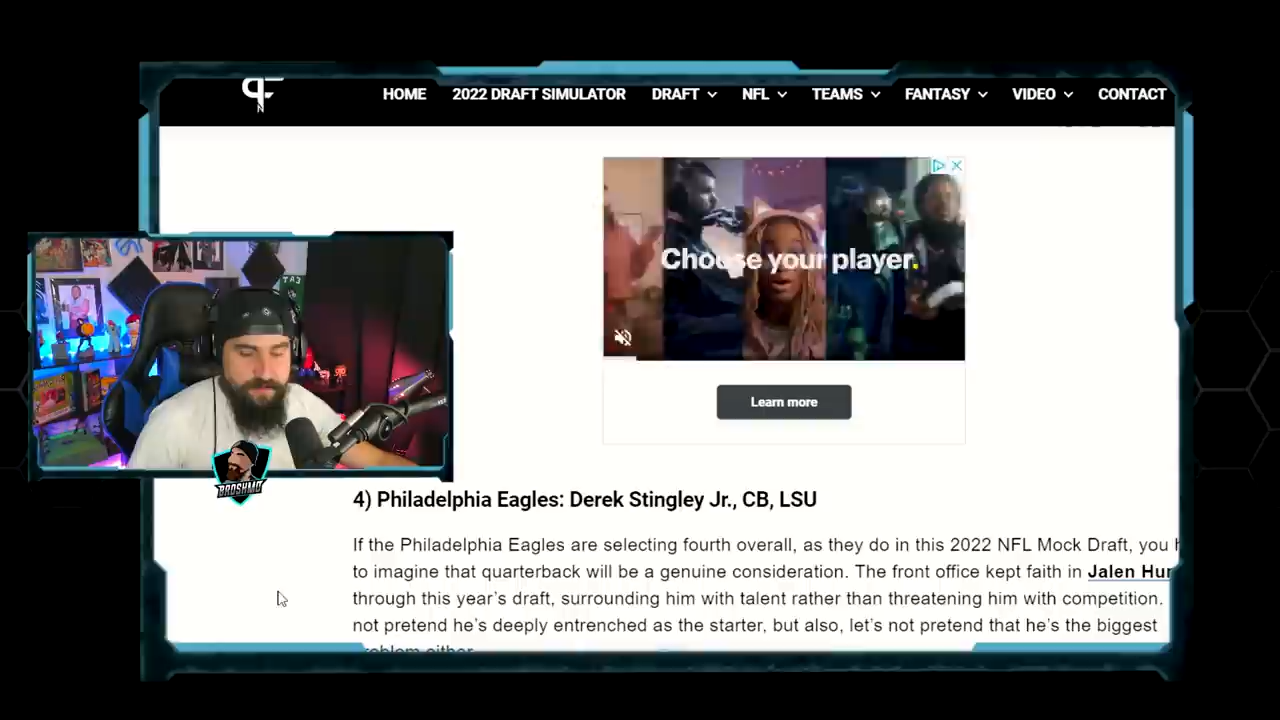 HOME 2022 DRAFT SIMULATOR DRAFT NFL TEAMS FANTASY VIDEO CONTACT
Choose your player.
Learn more
BROSHMO
4) Philadelphia Eagles: Derek Stingley Jr., CB, LSU
If the Philadelphia Eagles are selecting fourth overall, as they do in this 2022 NFL Mock Draft, you h
to imagine that quarterback will be a genuine consideration. The front office kept faith in Jalen Hur
through this year's draft, surrounding him with talent rather than threatening him with competition.
not pretend he's deeply entrenched as the starter, but also, let's not pretend that he's the biggest
problem either.